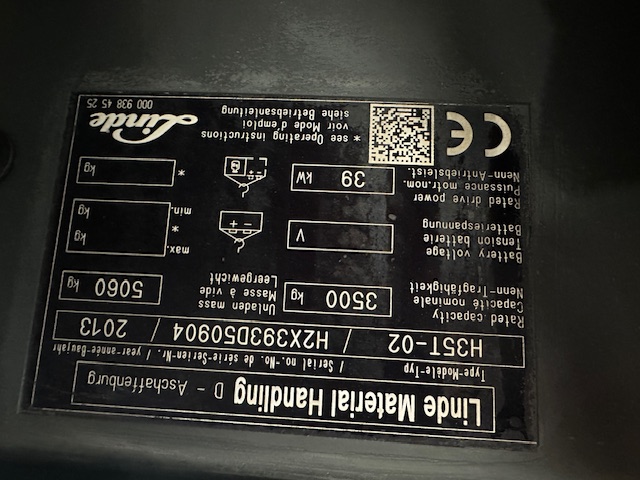 Linde Material Handling D - Aschaffenburg
Type-Modèle-Typ / Serial no.-No. de série-Serien-Nr. / year-année-Baujahr
H35T-02 / H2X393D50904 / 2013
Rated capacity
Capacité nominale
Nenn-Tragfähigkeit
3500 kg
Unladen mass
Masse à vide
Leergewicht
5060 kg
Battery voltage
Tension batterie
Batteriespannung
V
max. kg
*
min. kg
Rated drive power
Puissance motr.nom.
Nenn-Antriebsleist.
39 kW
* kg
CE
* see Operating instructions
voir Mode d'emploi
siehe Betriebsanleitung
Linde
000 938 45 25